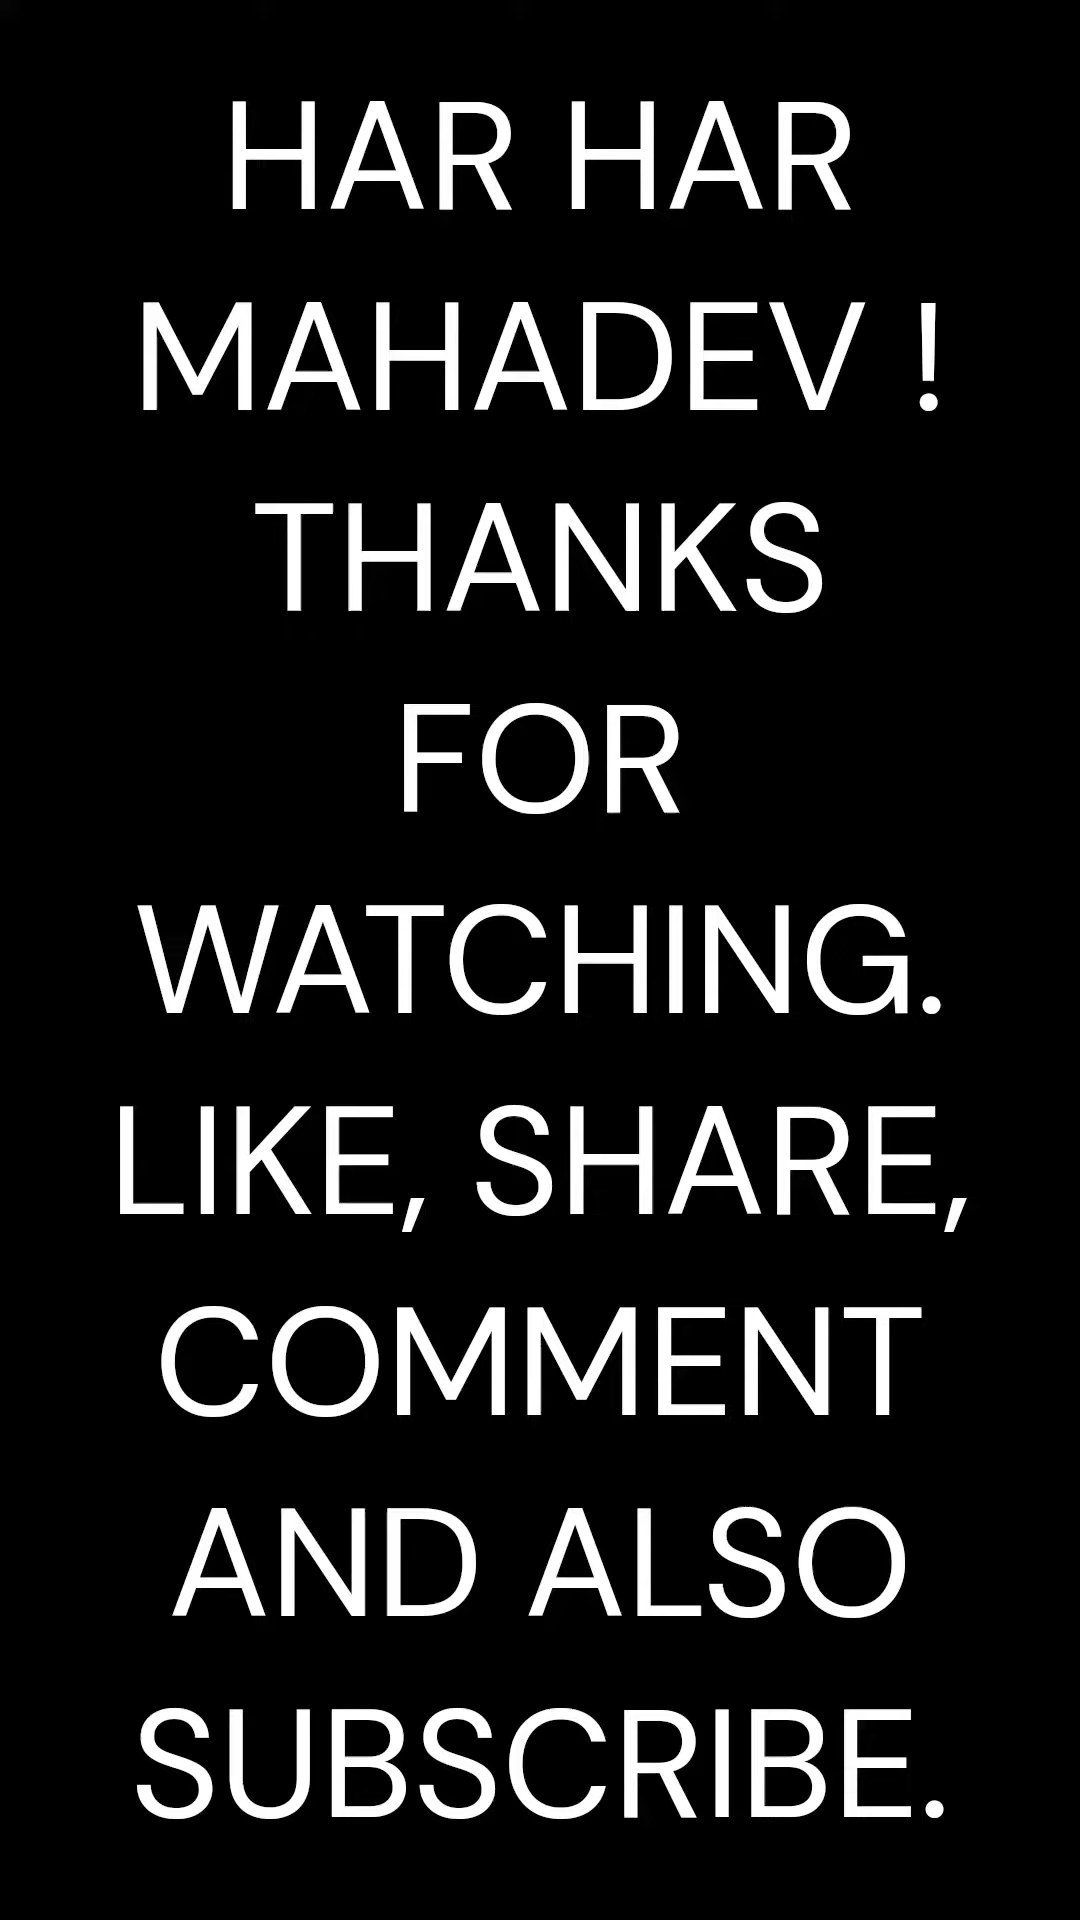 HAR HAR
MAHADEV !
THANKS
FOR
WATCHING.
LIKE, SHARE,
COMMENT
AND ALSO
SUBSCRIBE.